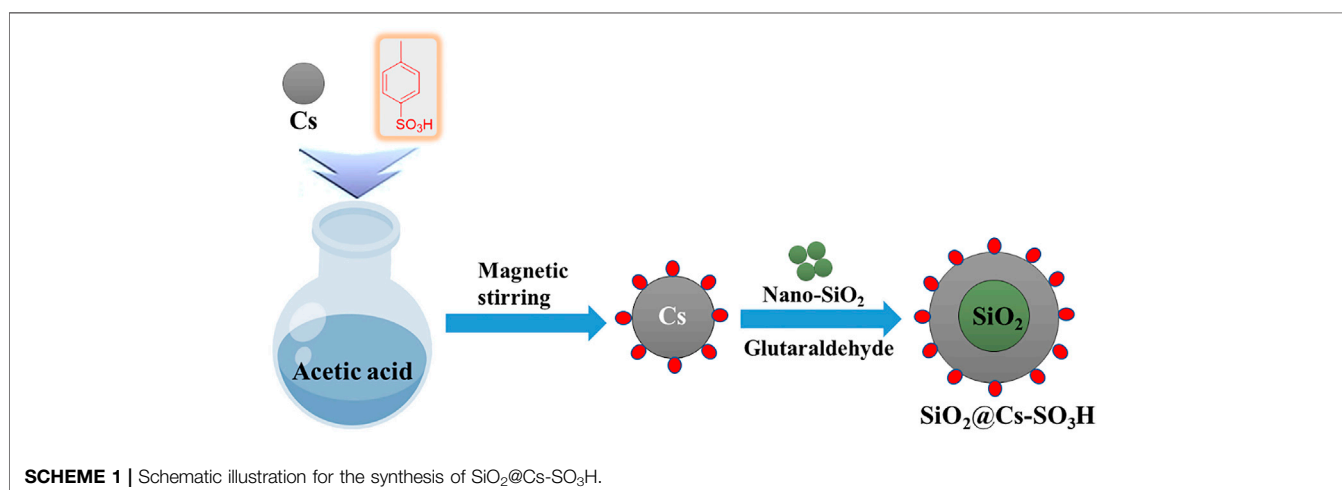 Cs
SO₃H
Acetic acid
Magnetic
stirring
Cs
Nano-SiO₂
Glutaraldehyde
SiO₂
SiO₂@Cs-SO₃H
SCHEME 1 | Schematic illustration for the synthesis of SiO₂@Cs-SO₃H.